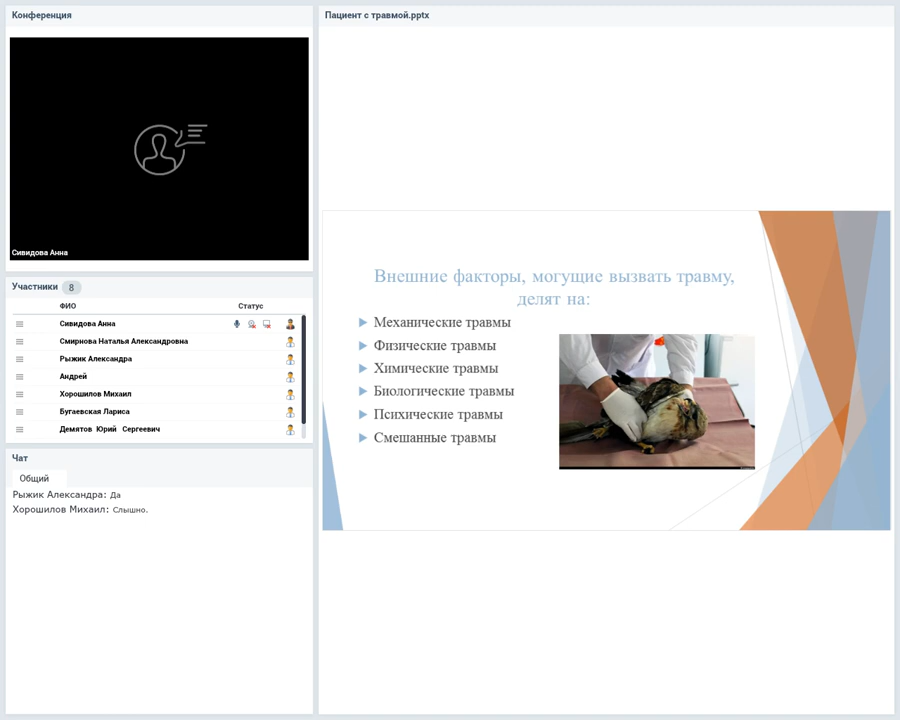 Конференция
Сивидова Анна
Участники 8
ФИО Статус
Сивидова Анна
Смирнова Наталья Александровна
Рыжик Александра
Андрей
Хорошилов Михаил
Бугаевская Лариса
Демятов Юрий Сергеевич
Чат
Общий
Рыжик Александра: Да
Хорошилов Михаил: Слышно.
Пациент с травмой.pptx
Внешние факторы, могущие вызвать травму,
делят на:
Механические травмы
Физические травмы
Химические травмы
Биологические травмы
Психические травмы
Смешанные травмы